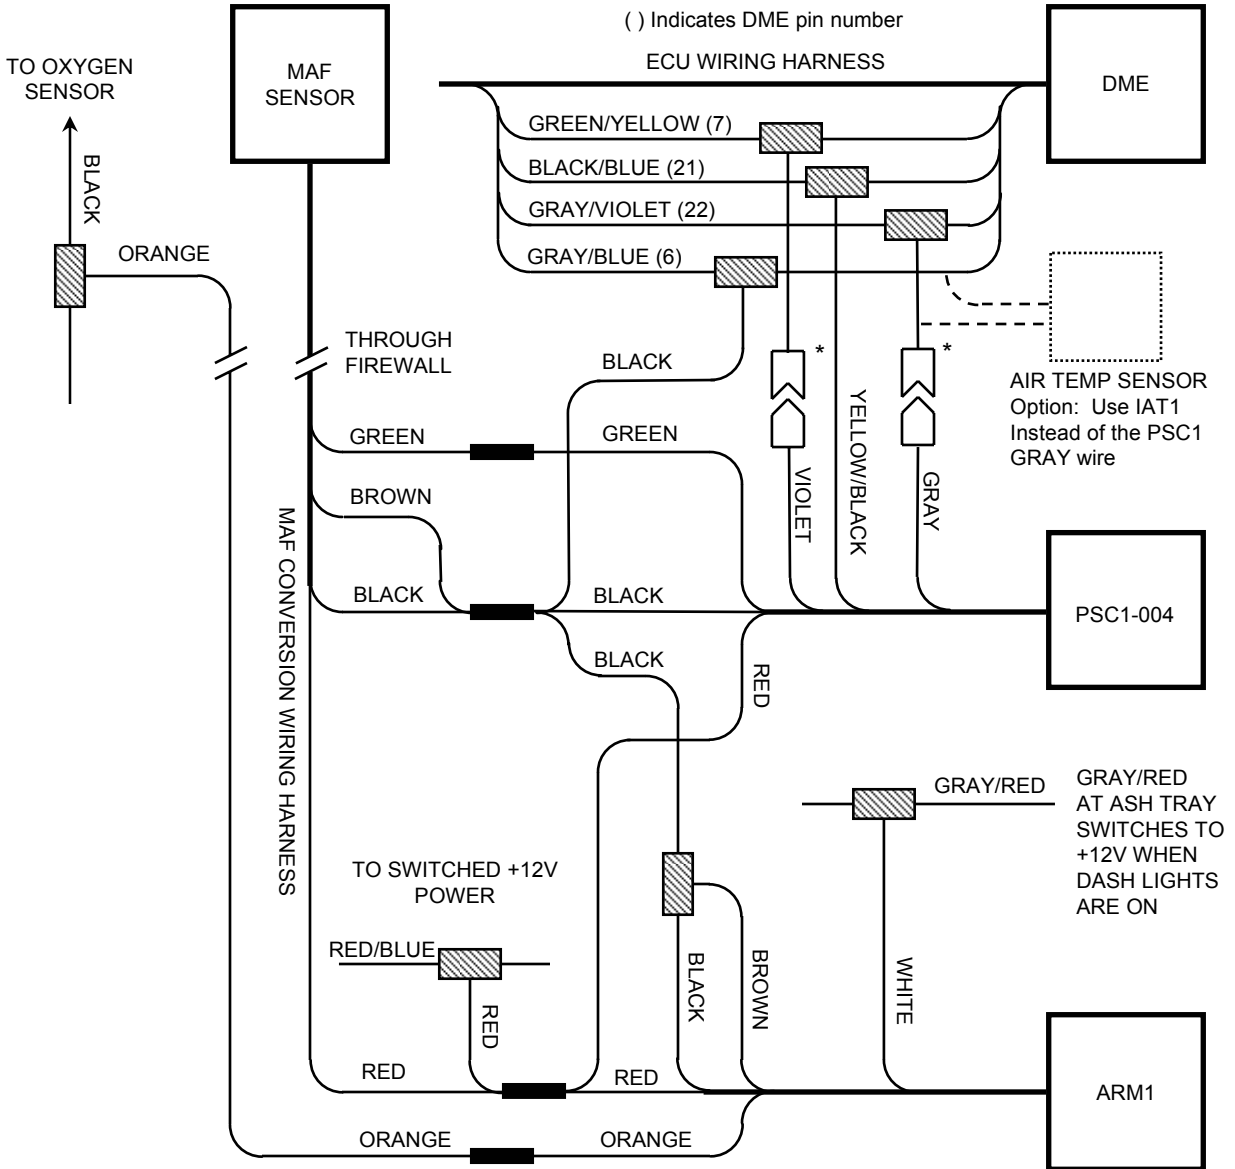 ( ) Indicates DME pin number
ECU WIRING HARNESS
TO OXYGEN
SENSOR
MAF
SENSOR
DME
BLACK
GREEN/YELLOW (7)
BLACK/BLUE (21)
GRAY/VIOLET (22)
GRAY/BLUE (6)
ORANGE
THROUGH
FIREWALL
BLACK
*
*
AIR TEMP SENSOR
Option: Use IAT1
Instead of the PSC1
GRAY wire
GREEN
GREEN
BROWN
VIOLET
YELLOW/BLACK
GRAY
MAF CONVERSION WIRING HARNESS
BLACK
BLACK
PSC1-004
BLACK
RED
GRAY/RED
GRAY/RED
AT ASH TRAY
SWITCHES TO
+12V WHEN
DASH LIGHTS
ARE ON
TO SWITCHED +12V
POWER
RED/BLUE
RED
BLACK
BROWN
WHITE
RED
RED
ARM1
ORANGE
ORANGE